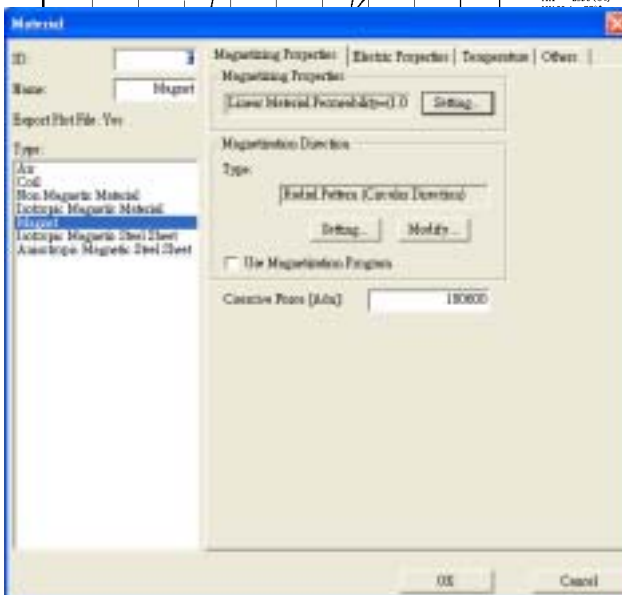 Material
ID:
Name: Magnet
Export Plot File: Yes
Type:
Air
Coil
Non Magnetic Material
Isotropic Magnetic Material
Magnet
Isotropic Magnetic Steel Sheet
Anisotropic Magnetic Steel Sheet
Magnetizing Properties
Electric Properties
Temperature
Others
Magnetizing Properties
Linear Material Permeability=(1.0
Setting...
Magnetization Direction
Type:
Radial Pattern (Circular Direction)
Setting...
Modify...
Use Magnetization Program
Coercive Force [A/m]:
OK
Cancel